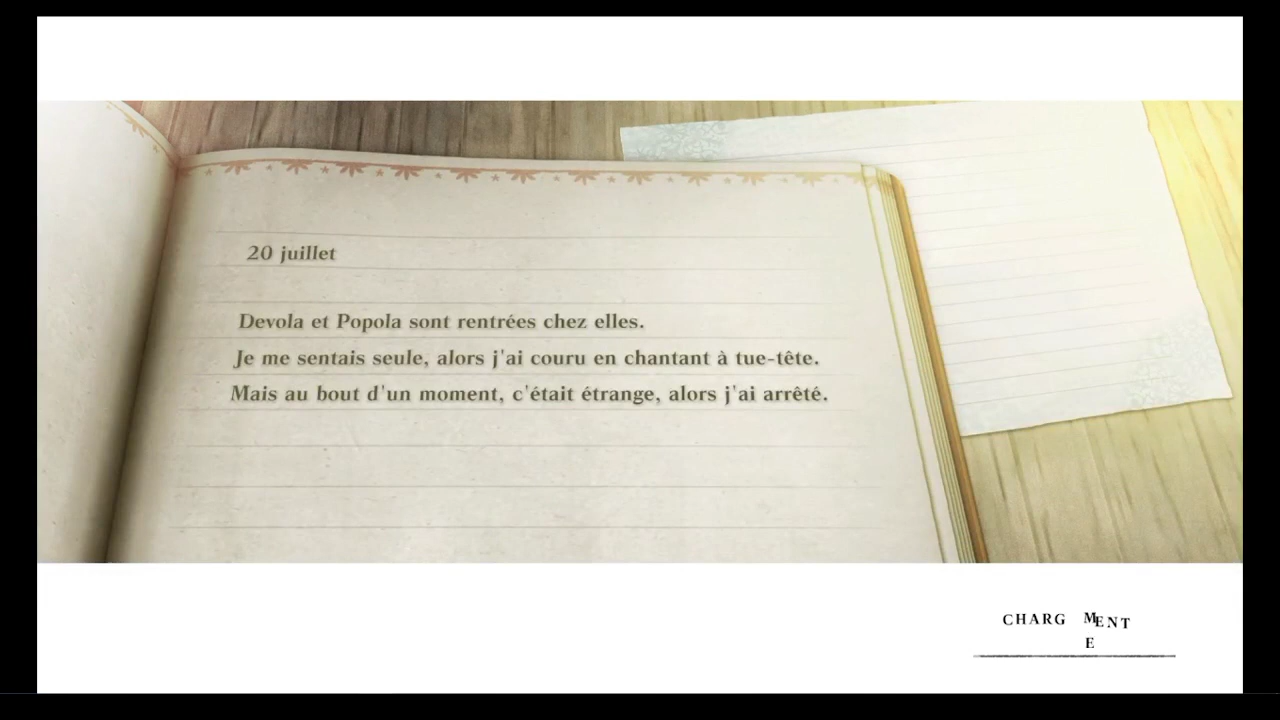 20 juillet
Devola et Popola sont rentrées chez elles.
Je me sentais seule, alors j'ai couru en chantant à tue-tête.
Mais au bout d'un moment, c'était étrange, alors j'ai arrêté.
CHARGEMENT